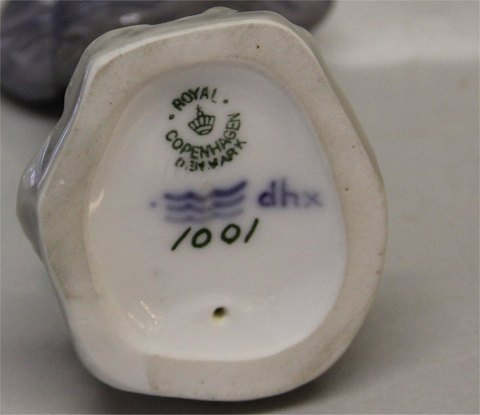 ROYAL
COPENHAGEN
DENMARK
dhx
1001